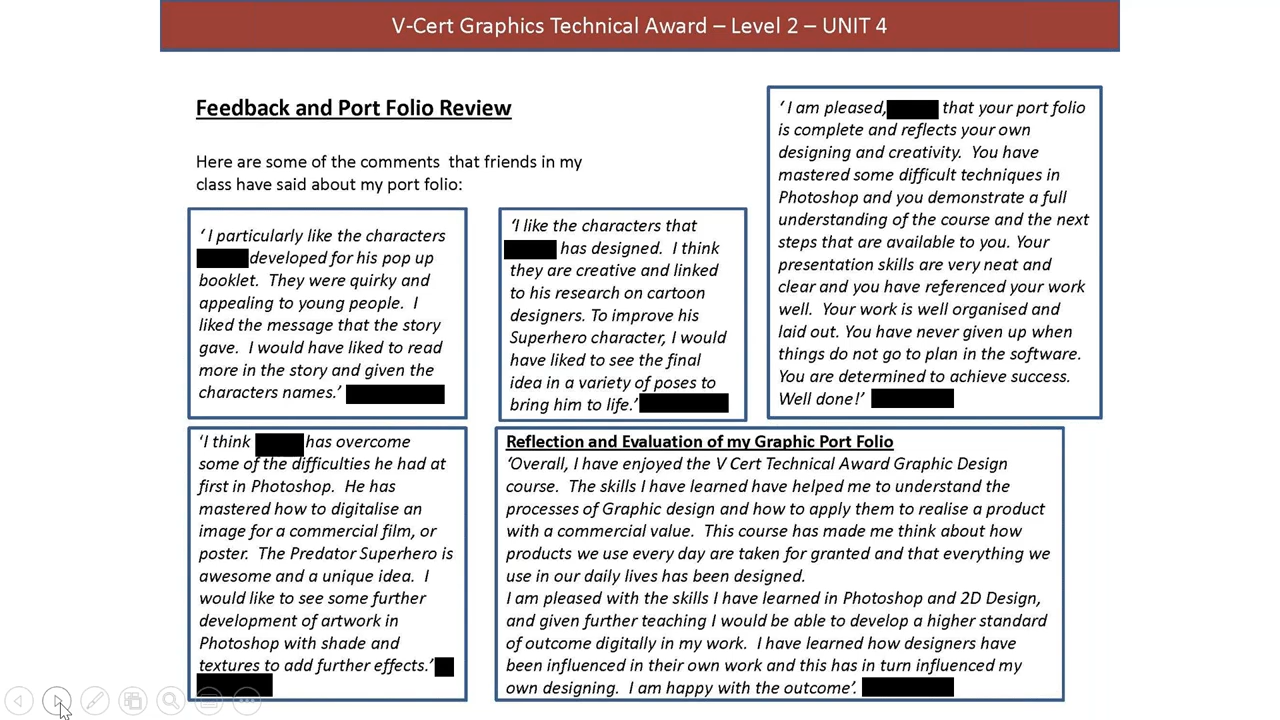 V-Cert Graphics Technical Award – Level 2 – UNIT 4
Feedback and Port Folio Review
Here are some of the comments  that friends in my
class have said about my port folio:
‘ I particularly like the characters
developed for his pop up
booklet.  They were quirky and
appealing to young people.  I
liked the message that the story
gave.  I would have liked to read
more in the story and given the
characters names.’
‘I like the characters that
has designed.  I think
they are creative and linked
to his research on cartoon
designers. To improve his
Superhero character, I would
have liked to see the final
idea in a variety of poses to
bring him to life.’
‘ I am pleased, that your port folio
is complete and reflects your own
designing and creativity.  You have
mastered some difficult techniques in
Photoshop and you demonstrate a full
understanding of the course and the next
steps that are available to you. Your
presentation skills are very neat and
clear and you have referenced your work
well.  Your work is well organised and
laid out. You have never given up when
things do not go to plan in the software.
You are determined to achieve success.
Well done!’
‘I think has overcome
some of the difficulties he had at
first in Photoshop.  He has
mastered how to digitalise an
image for a commercial film, or
poster.  The Predator Superhero is
awesome and a unique idea.  I
would like to see some further
development of artwork in
Photoshop with shade and
textures to add further effects.’
Reflection and Evaluation of my Graphic Port Folio
‘Overall, I have enjoyed the V Cert Technical Award Graphic Design
course.  The skills I have learned have helped me to understand the
processes of Graphic design and how to apply them to realise a product
with a commercial value.  This course has made me think about how
products we use every day are taken for granted and that everything we
use in our daily lives has been designed.
I am pleased with the skills I have learned in Photoshop and 2D Design,
and given further teaching I would be able to develop a higher standard
of outcome digitally in my work.  I have learned how designers have
been influenced in their own work and this has in turn influenced my
own designing.  I am happy with the outcome’.